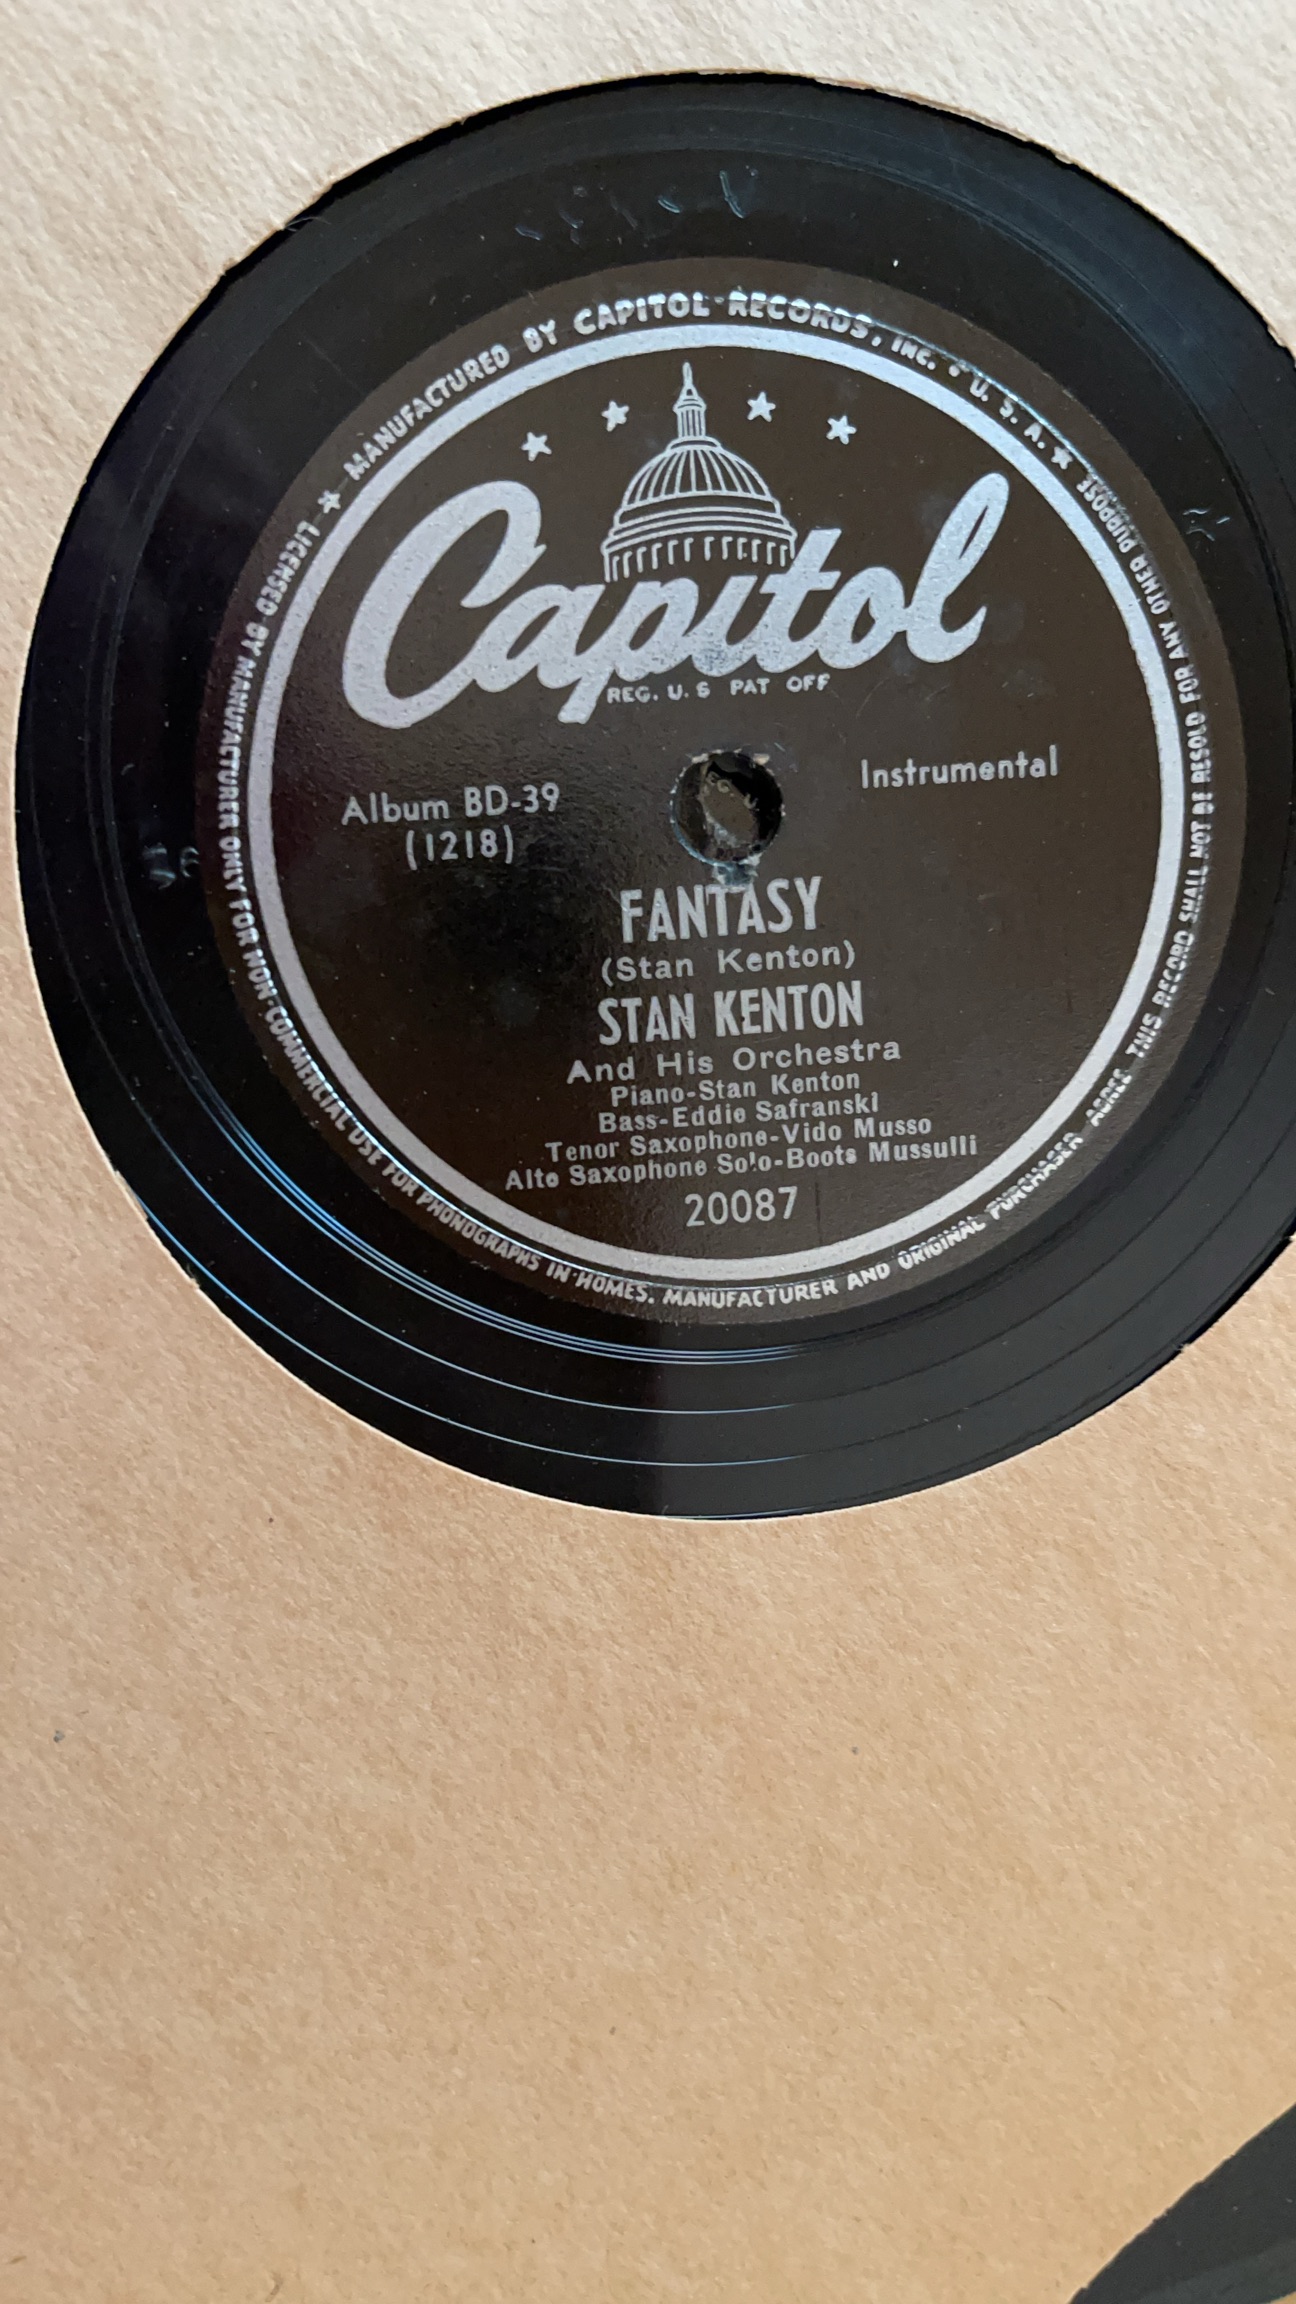 LICENSED BY MANUFACTURER ONLY FOR NON-COMMERCIAL USE FOR PHONOGRAPHS IN HOMES. MANUFACTURER AND ORIGINAL PURCHASER AGREE THIS RECORD SHALL NOT BE RESOLD FOR ANY OTHER PURPOSE
★ MANUFACTURED BY CAPITOL RECORDS, INC. • U. S. A. ★
Capitol
REG. U. S PAT OFF
Instrumental
Album BD-39
(1218)
FANTASY
(Stan Kenton)
STAN KENTON
And His Orchestra
Piano-Stan Kenton
Bass-Eddie Safranski
Tenor Saxophone-Vido Musso
Alto Saxophone Solo-Boots Mussulli
20087